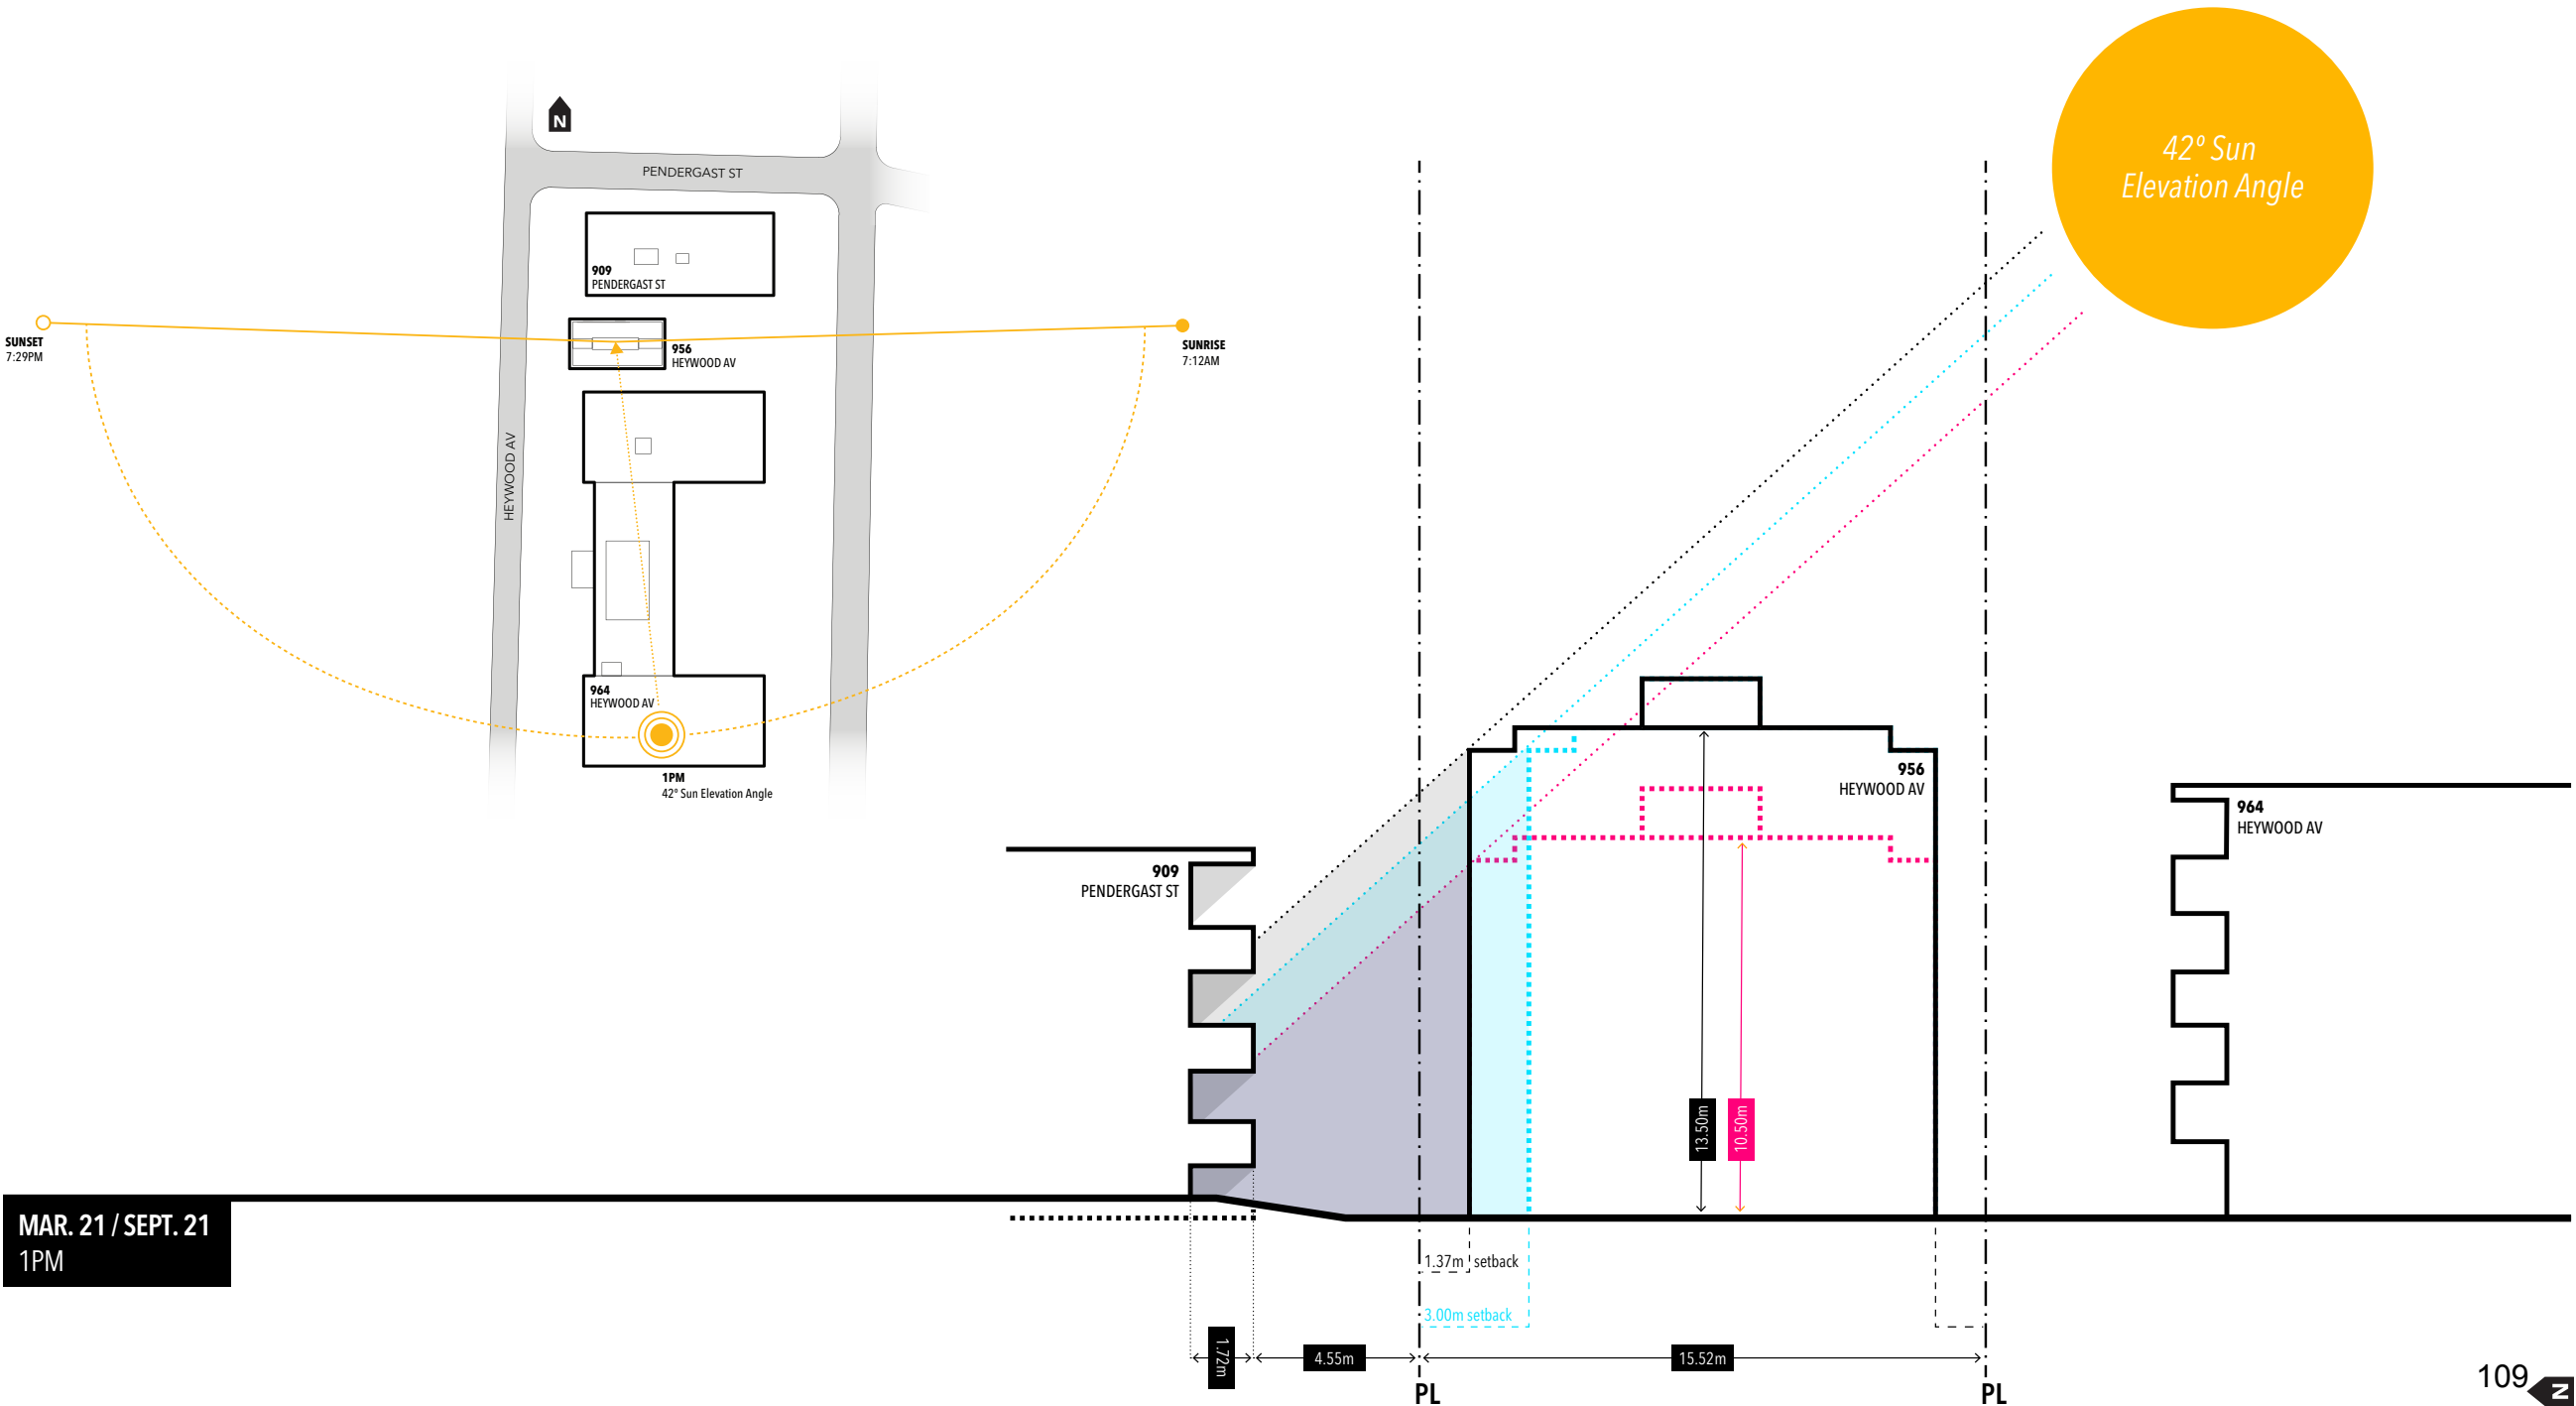 N
PENDERGAST ST
909
PENDERGAST ST
SUNSET
7:29PM
956
HEYWOOD AV
SUNRISE
7:12AM
HEYWOOD AV
964
HEYWOOD AV
1PM
42º Sun Elevation Angle
42º Sun
Elevation Angle
956
HEYWOOD AV
964
HEYWOOD AV
909
PENDERGAST ST
13.50m
10.50m
MAR. 21 / SEPT. 21
1PM
1.37m setback
3.00m setback
1.72m
4.55m
15.52m
PL
PL
109
N